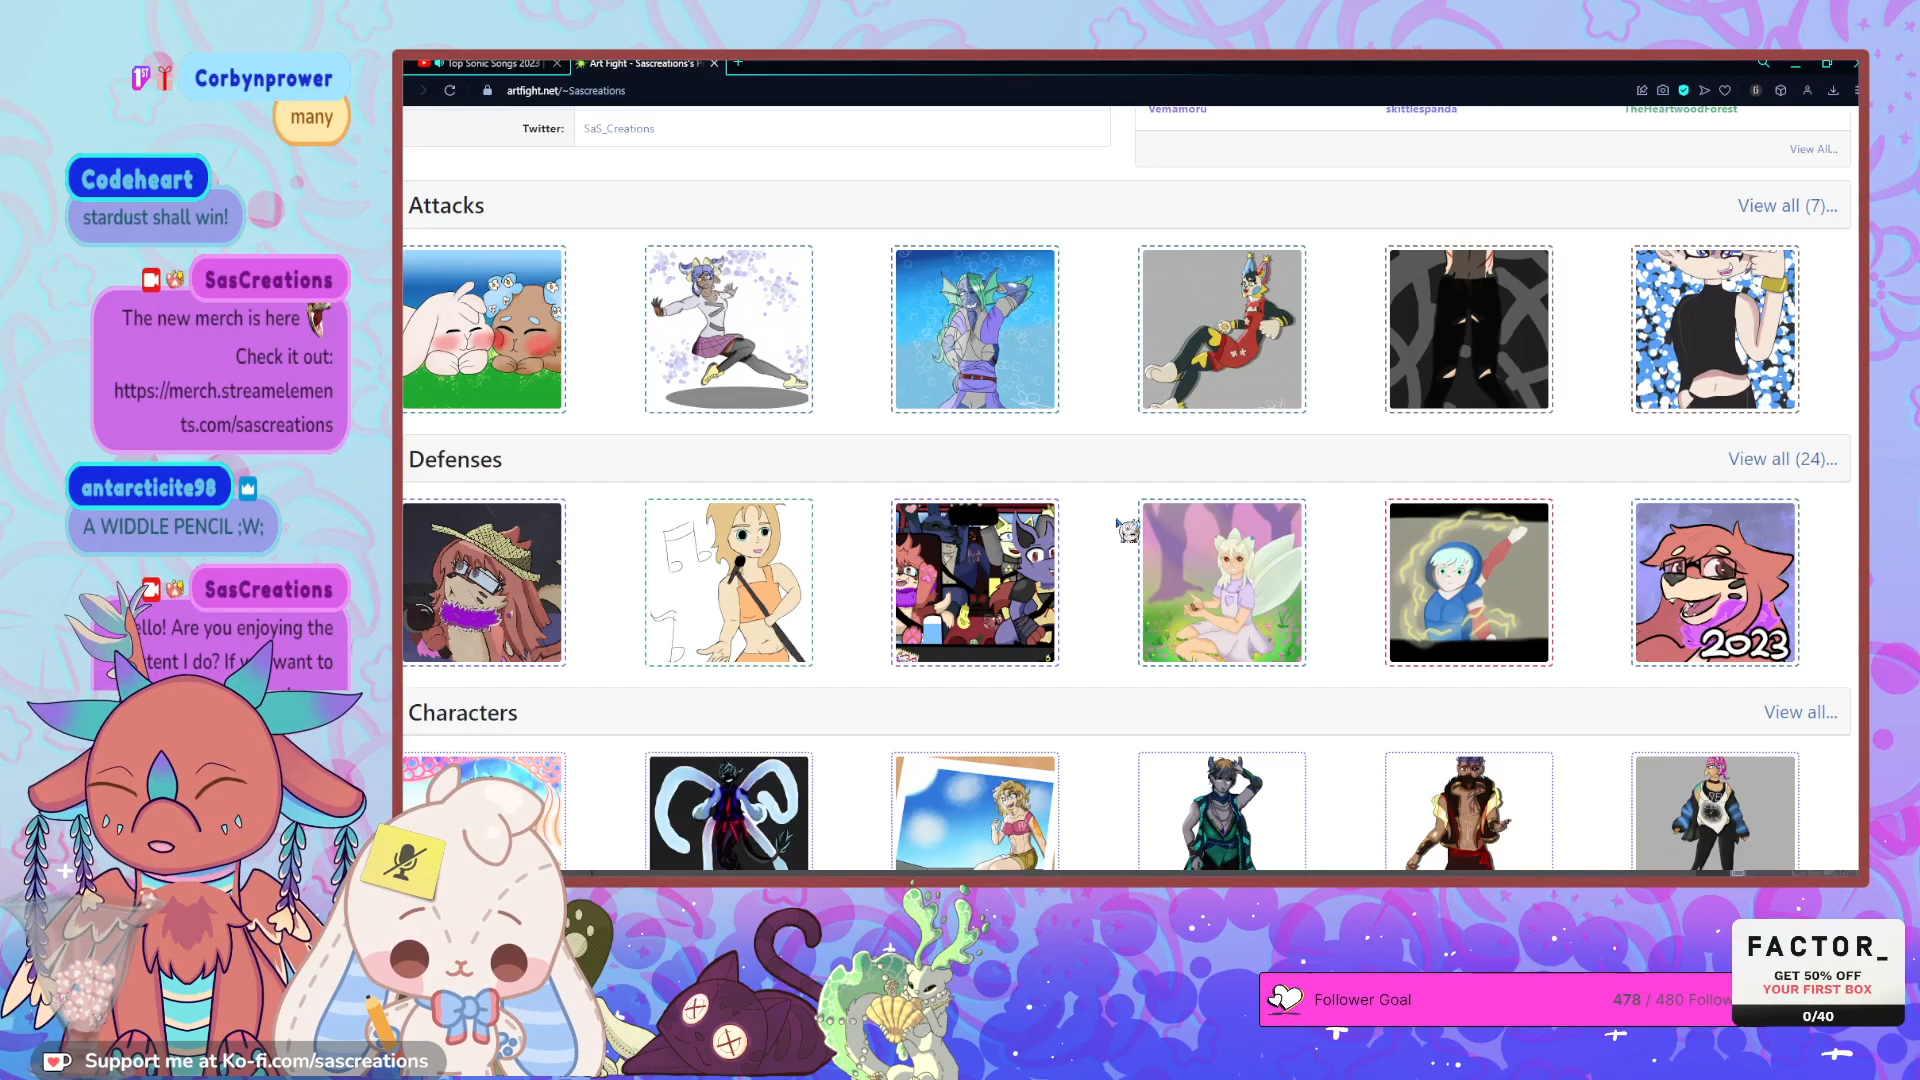 Corbynprower
many
Codeheart
stardust shall win!
SasCreations
The new merch is here
Check it out:
https://merch.streamelemen
ts.com/sascreations
antarcticite98
A WIDDLE PENCIL ;W;
SasCreations
ello! Are you enjoying the
tent I do? If want to
Top Sonic Songs 2023
Art Fight - Sascreations's P
artfight.net/~Sascreations
Vemamoru
skittlespanda
TheHeartwoodForest
Twitter:
SaS_Creations
View All...
Attacks
View all (7)...
Defenses
View all (24)...
2023
Characters
View all...
Follower Goal
478 / 480 Follow
FACTOR_
GET 50% OFF
YOUR FIRST BOX
0/40
Support me at Ko-fi.com/sascreations